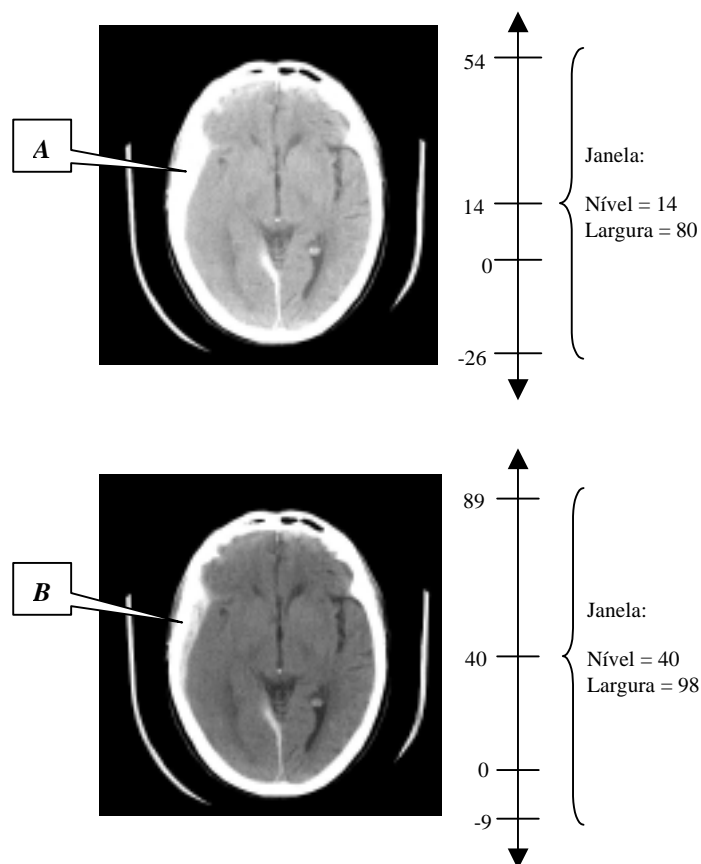 54
A
Janela:
14
Nível = 14
Largura = 80
0
-26
89
B
Janela:
40
Nível = 40
Largura = 98
0
-9